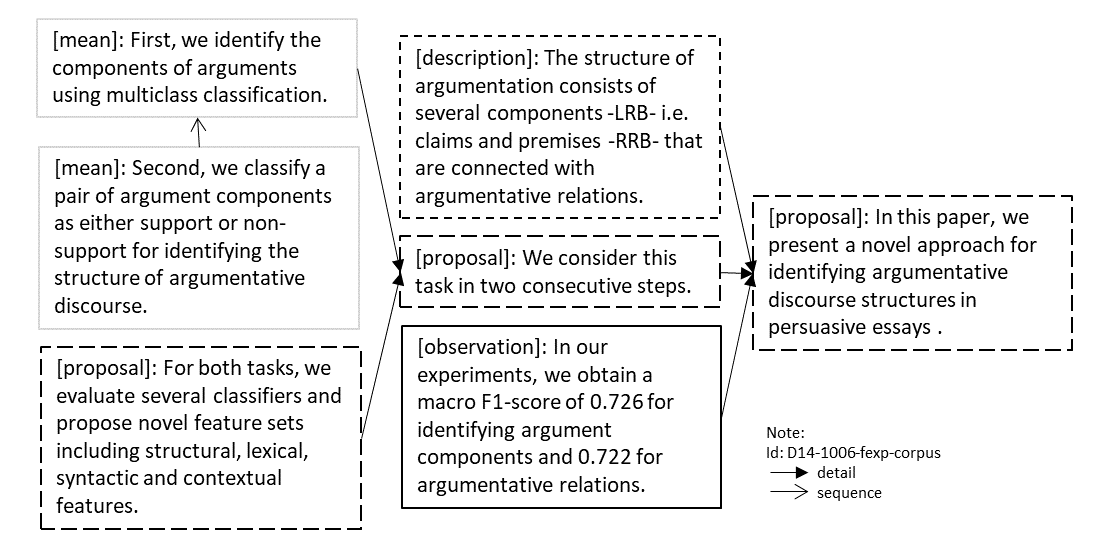 [mean]: First, we identify the
components of arguments
using multiclass classification.
[mean]: Second, we classify a
pair of argument components
as either support or non-
support for identifying the
structure of argumentative
discourse.
[proposal]: For both tasks, we
evaluate several classifiers and
propose novel feature sets
including structural, lexical,
syntactic and contextual
features.
[description]: The structure of
argumentation consists of
several components -LRB- i.e.
claims and premises -RRB- that
are connected with
argumentative relations.
[proposal]: We consider this
task in two consecutive steps.
[observation]: In our
experiments, we obtain a
macro F1-score of 0.726 for
identifying argument
components and 0.722 for
argumentative relations.
[proposal]: In this paper, we
present a novel approach for
identifying argumentative
discourse structures in
persuasive essays .
Note:
Id: D14-1006-fexp-corpus
detail
sequence